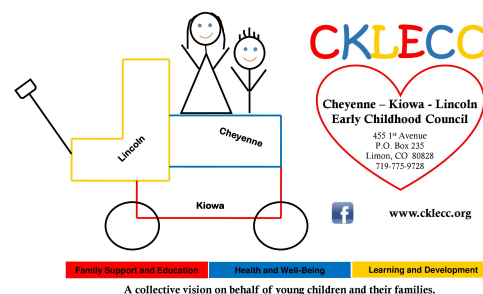 CKLECC
Cheyenne – Kiowa - Lincoln
Early Childhood Council
455 1st Avenue
P.O. Box 235
Limon, CO 80828
719-775-9728
Lincoln
Cheyenne
Kiowa
f
www.cklecc.org
Family Support and Education
Health and Well-Being
Learning and Development
A collective vision on behalf of young children and their families.